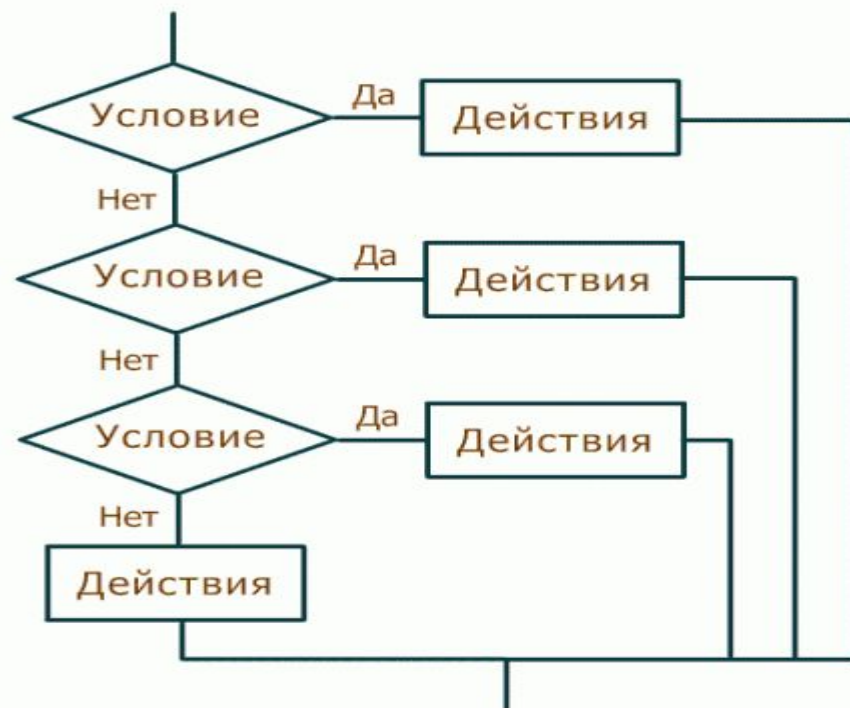 Условие
Да
Действия
Нет
Условие
Да
Действия
Нет
Условие
Да
Действия
Нет
Действия